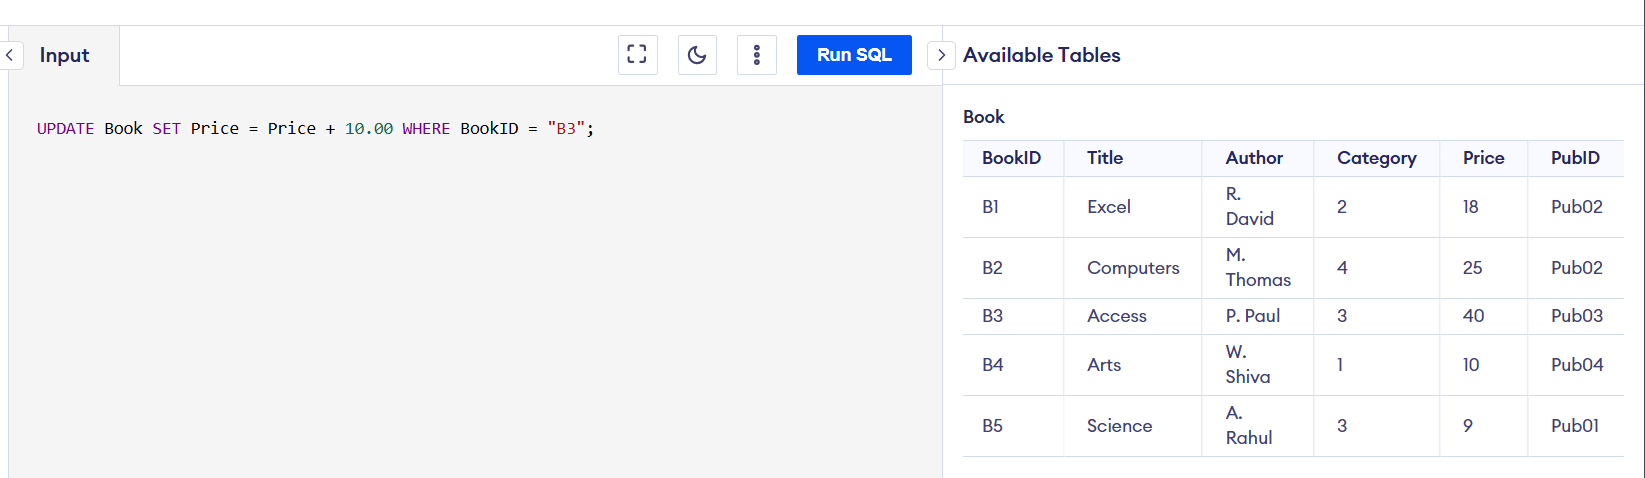 Input
Run SQL
Available Tables
UPDATE Book SET Price = Price + 10.00 WHERE BookID = "B3";
Book
BookID Title Author Category Price PubID
B1 Excel R. David 2 18 Pub02
B2 Computers M. Thomas 4 25 Pub02
B3 Access P. Paul 3 40 Pub03
B4 Arts W. Shiva 1 10 Pub04
B5 Science A. Rahul 3 9 Pub01